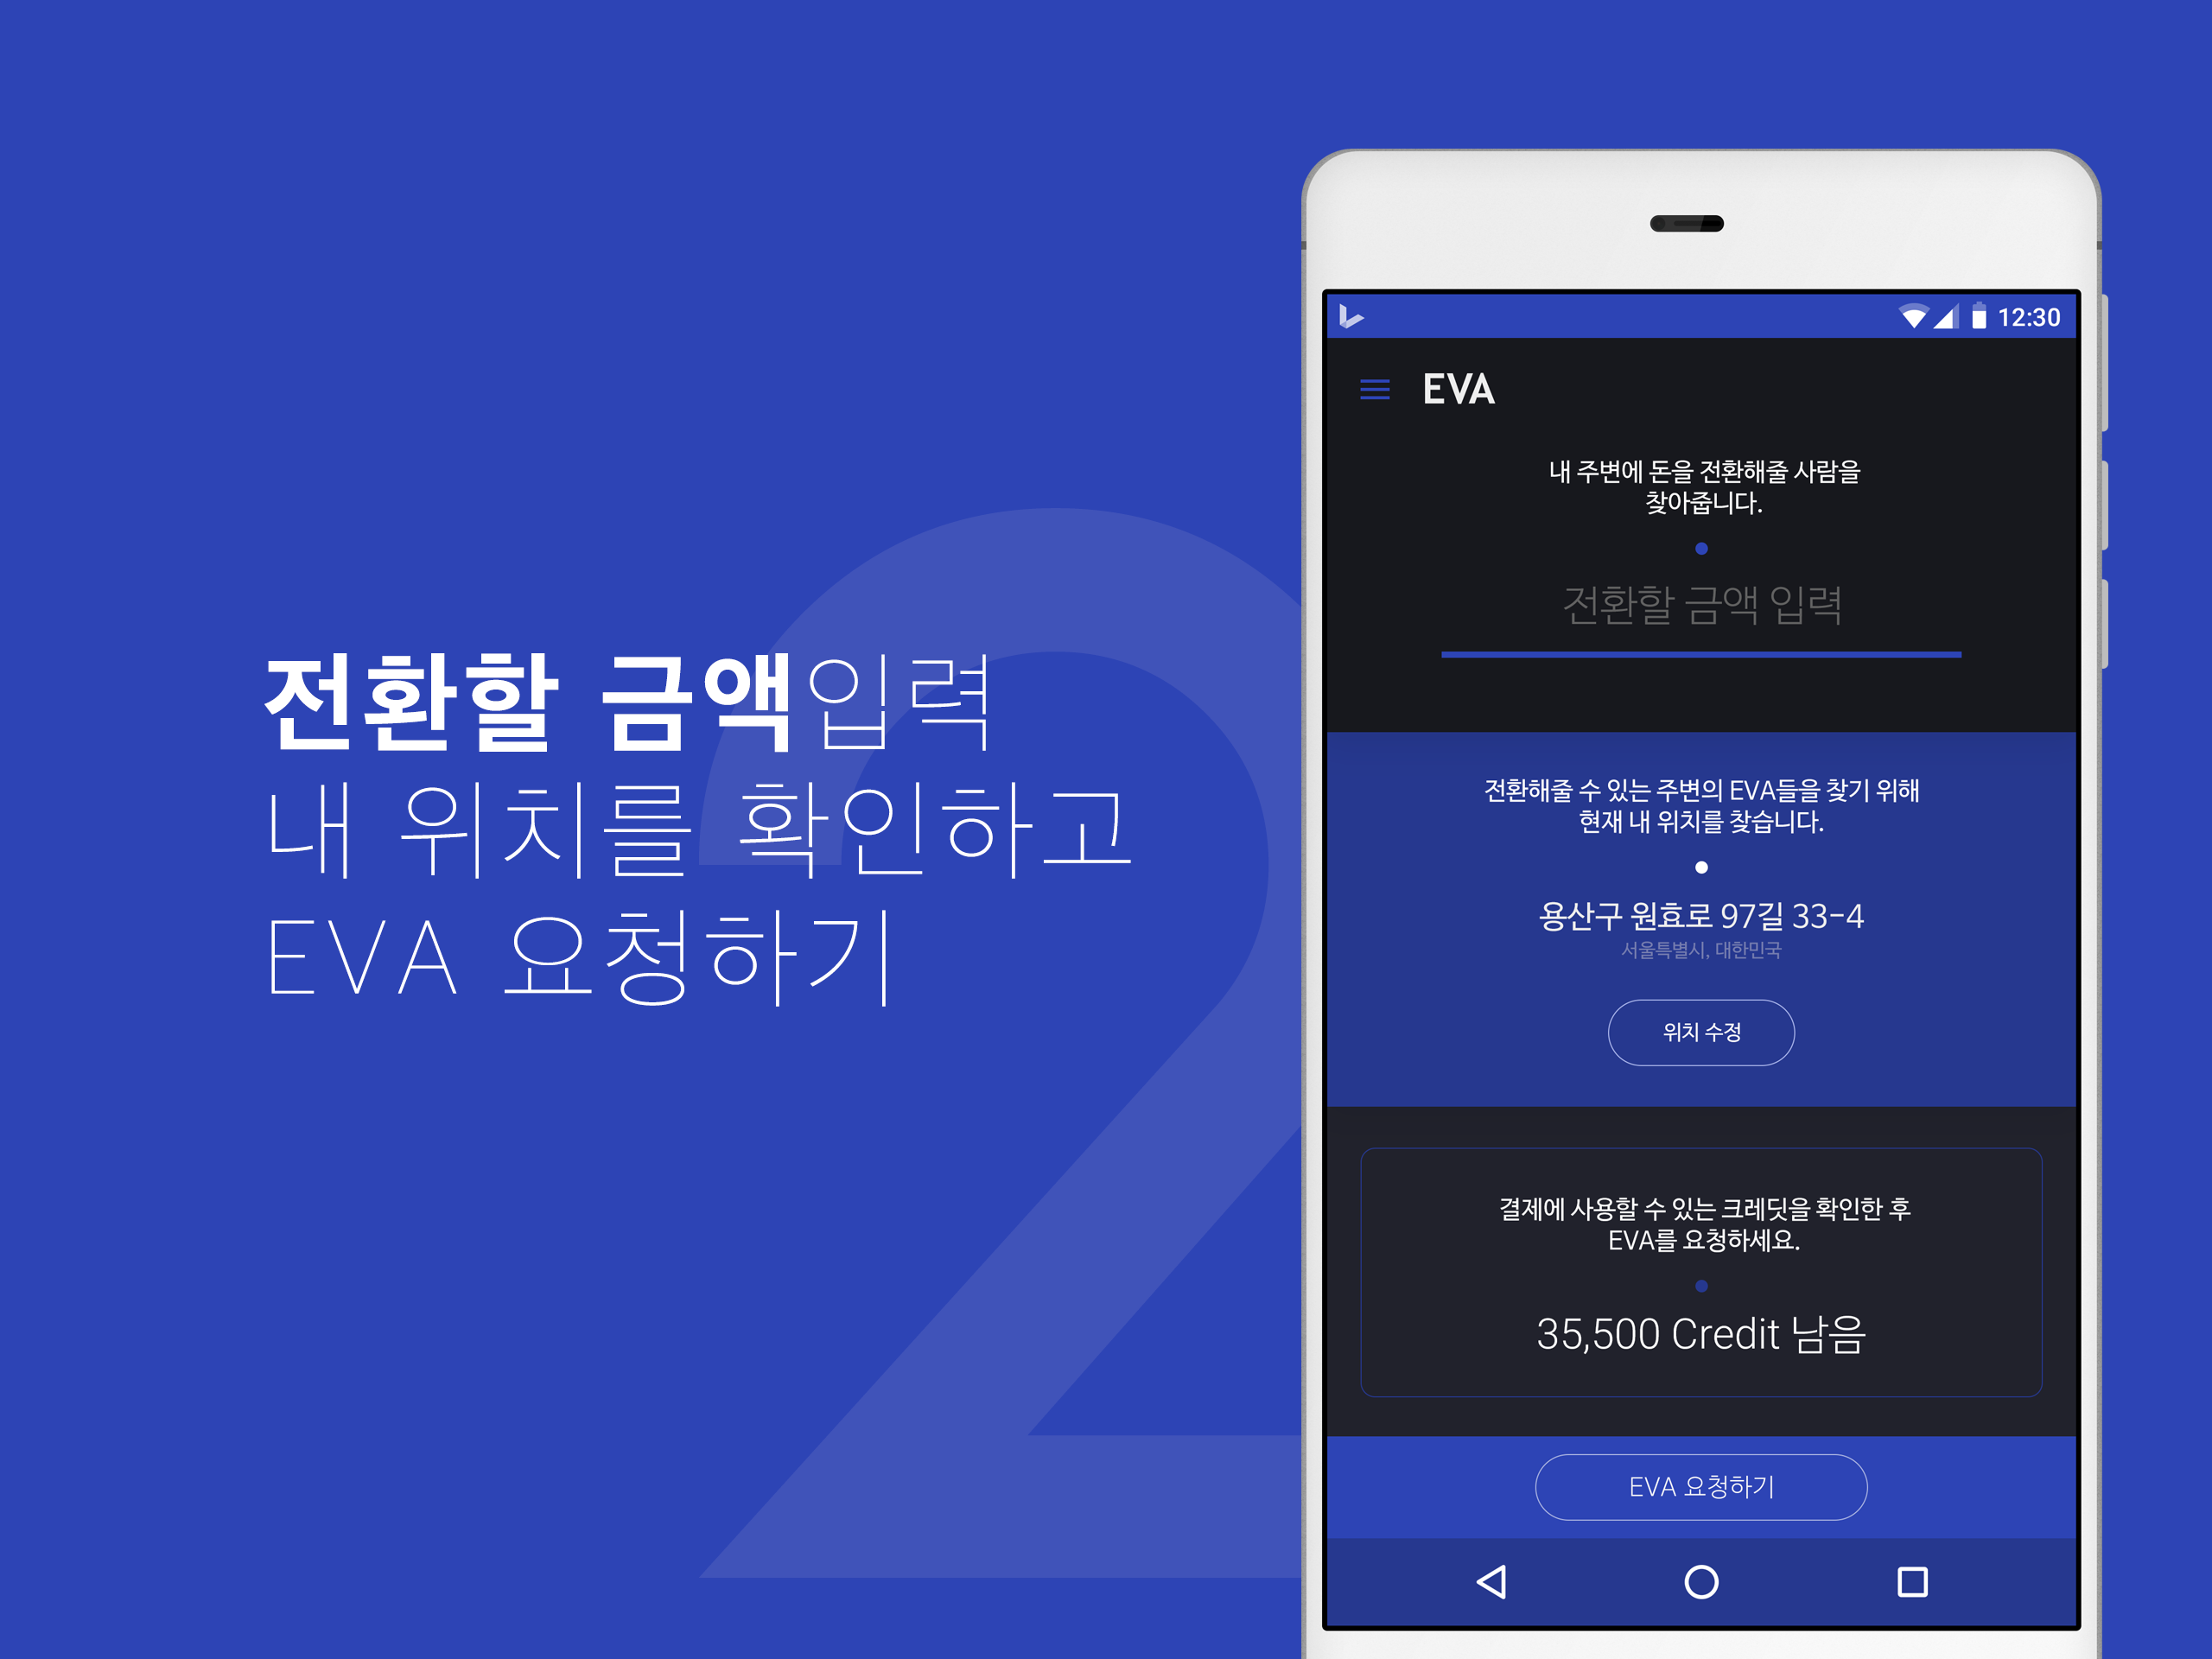 2
전환할 금액입력
내 위치를 확인하고
EVA 요청하기
12:30
EVA
내 주변에 돈을 전환해줄 사람을
찾아줍니다.
전환할 금액 입력
전환해줄 수 있는 주변의 EVA들을 찾기 위해
현재 내 위치를 찾습니다.
용산구 원효로 97길 33-4
서울특별시, 대한민국
위치 수정
결제에 사용할 수 있는 크레딧을 확인한 후
EVA를 요청하세요.
35,500 Credit 남음
EVA 요청하기